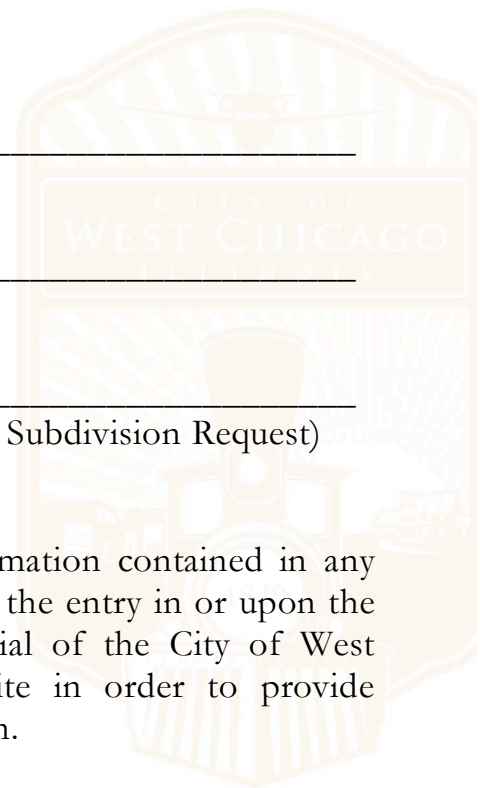 CITY OF
WEST CHICAGO
ILLINOIS
Subdivision Request)
mation contained in any
the entry in or upon the
ial of the City of West
ite in order to provide
n.